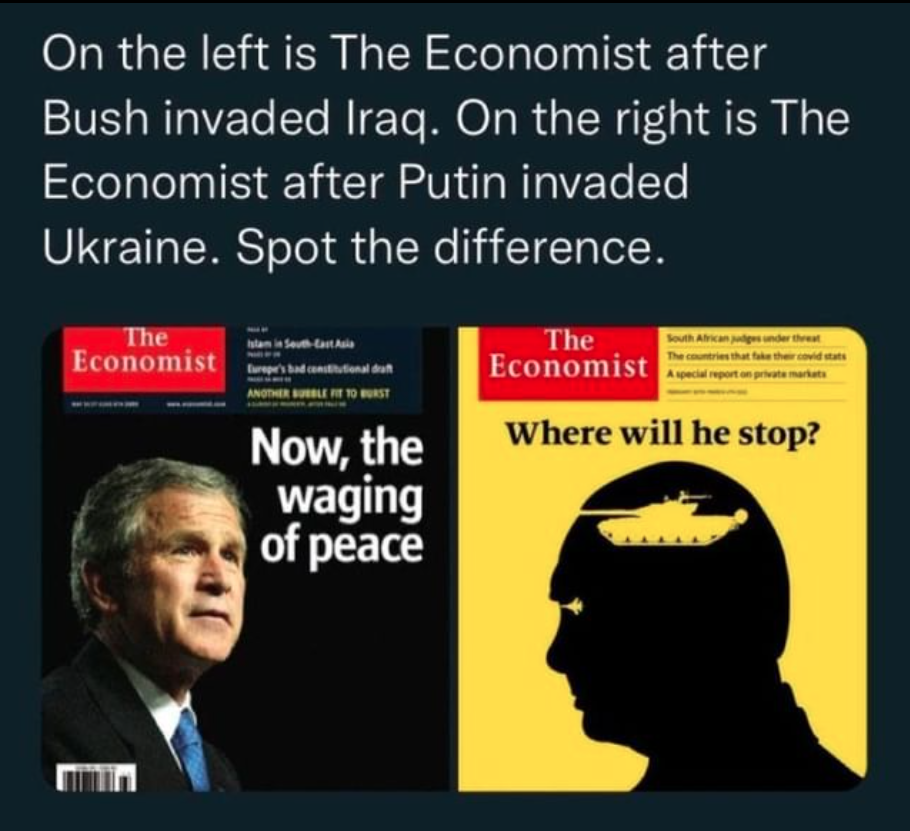 On the left is The Economist after
Bush invaded Iraq. On the right is The
Economist after Putin invaded
Ukraine. Spot the difference.
The
Economist
Islam in South-East Asia
Europe's bad constitutional draft
ANOTHER BUBBLE FIT TO BURST
Now, the
waging
of peace
The
Economist
South African judges under threat
The countries that fake their covid stats
A special report on private markets
Where will he stop?